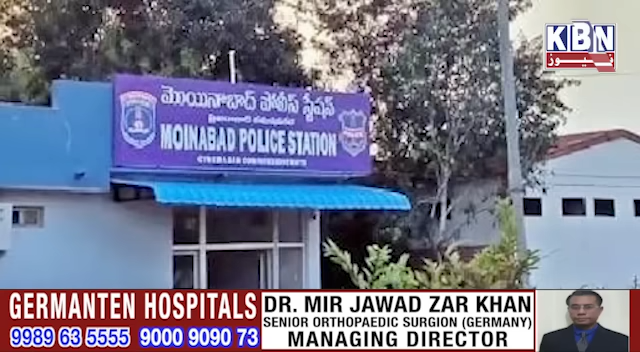 KBN
نیوز
మొయినాబాద్ పోలీస్ స్టేషన్
MOINABAD POLICE STATION
CYBERABAD COMMISSIONERATE
GERMANTEN HOSPITALS
9989 63 5555 9000 9090 73
DR. MIR JAWAD ZAR KHAN
SENIOR ORTHOPAEDIC SURGION (GERMANY)
MANAGING DIRECTOR